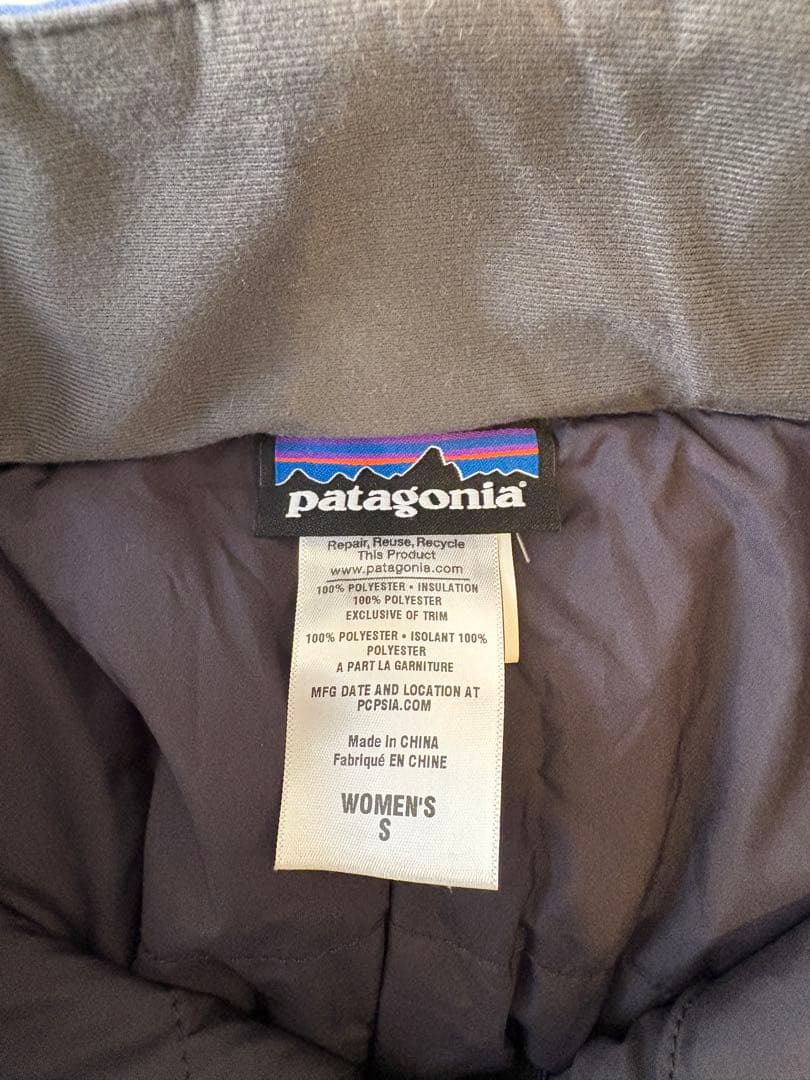 patagonia
Repair, Reuse, Recycle
This Product
www.patagonia.com
100% POLYESTER • INSULATION
100% POLYESTER
EXCLUSIVE OF TRIM
100% POLYESTER • ISOLANT 100%
POLYESTER
A PART LA GARNITURE
MFG DATE AND LOCATION AT
PCPSIA.COM
Made in CHINA
Fabriqué EN CHINE
WOMEN'S
S